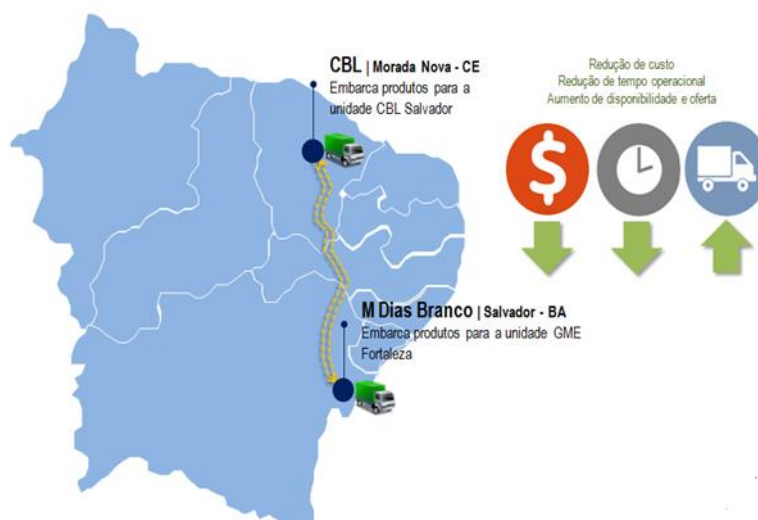 CBL | Morada Nova - CE
Embarca produtos para a
unidade CBL Salvador
Redução de custo
Redução de tempo operacional
Aumento de disponibilidade e oferta
$
M Dias Branco | Salvador - BA
Embarca produtos para a unidade GME
Fortaleza